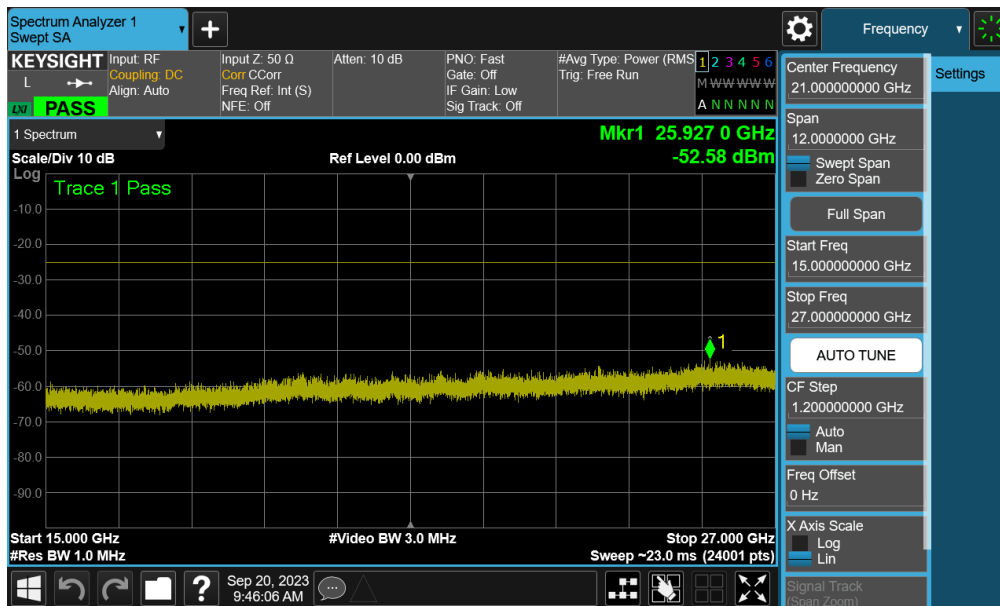 Spectrum Analyzer 1
Swept SA
+
Frequency
KEYSIGHT
L
LXI PASS
Input: RF
Coupling: DC
Align: Auto
Input Z: 50 Ω
Corr CCorr
Freq Ref: Int (S)
NFE: Off
Atten: 10 dB
PNO: Fast
Gate: Off
IF Gain: Low
Sig Track: Off
#Avg Type: Power (RMS
Trig: Free Run
1 2 3 4 5 6
M W W W W W
A N N N N N
1 Spectrum
Mkr1 25.927 0 GHz
Scale/Div 10 dB
Ref Level 0.00 dBm
-52.58 dBm
Log
Trace 1 Pass
-10.0
-20.0
-30.0
-40.0
-50.0
-60.0
-70.0
-80.0
-90.0
1
Start 15.000 GHz
#Video BW 3.0 MHz
Stop 27.000 GHz
#Res BW 1.0 MHz
Sweep ~23.0 ms (24001 pts)
Center Frequency
21.000000000 GHz
Span
12.0000000 GHz
Swept Span
Zero Span
Full Span
Start Freq
15.000000000 GHz
Stop Freq
27.000000000 GHz
AUTO TUNE
CF Step
1.200000000 GHz
Auto
Man
Freq Offset
0 Hz
X Axis Scale
Log
Lin
Signal Track
(Span Zoom)
Settings
?
Sep 20, 2023
9:46:06 AM